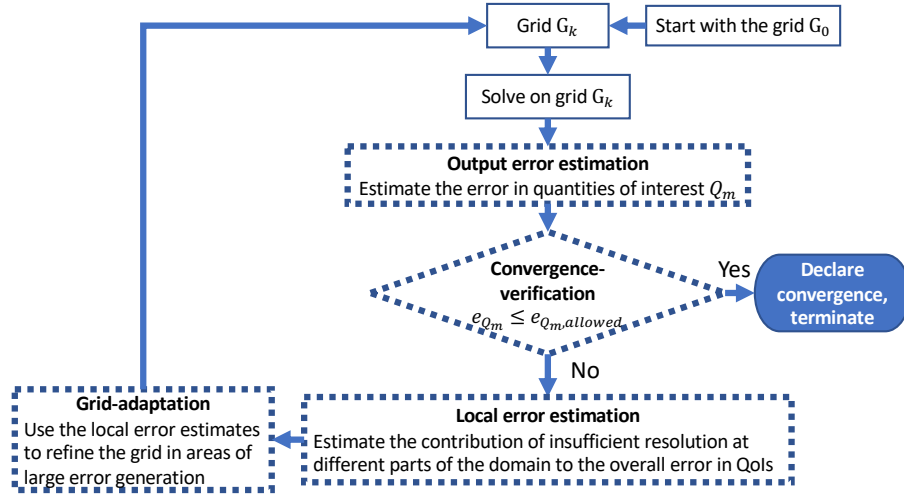 Grid G_k
Start with the grid G_0
Solve on grid G_k
Output error estimation
Estimate the error in quantities of interest Q_m
Convergence-
verification
e_{Q_m} ≤ e_{Q_m,allowed}
Yes
Declare
convergence,
terminate
No
Grid-adaptation
Use the local error estimates
to refine the grid in areas of
large error generation
Local error estimation
Estimate the contribution of insufficient resolution at
different parts of the domain to the overall error in QoIs